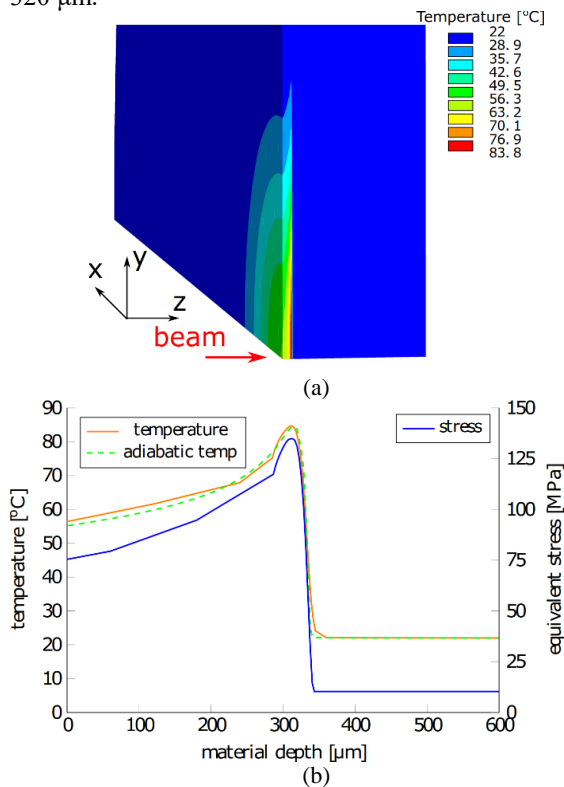 320 µm.
Temperature [ºC]
22
28.9
35.7
42.6
49.5
56.3
63.2
70.1
76.9
83.8
x
y
z
beam
(a)
90
80
70
60
50
40
30
20
10
0
temperature [ºC]
temperature
adiabatic temp
stress
150
125
100
75
50
25
0
equivalent stress [MPa]
0 100 200 300 400 500 600
material depth [µm]
(b)